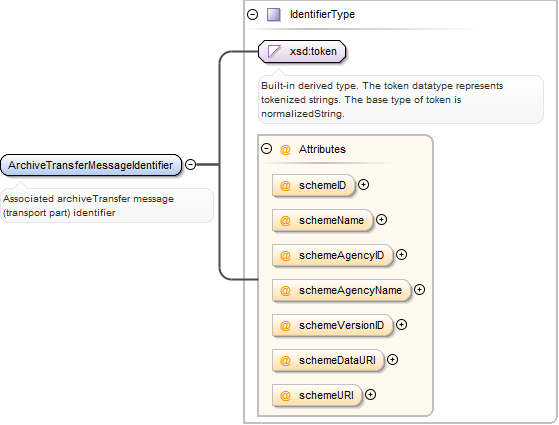 IdentifierType
xsd:token
Built-in derived type. The token datatype represents
tokenized strings. The base type of token is
normalizedString.
ArchiveTransferMessageIdentifier
Associated archiveTransfer message
(transport part) identifier
@ Attributes
@ schemeID
@ schemeName
@ schemeAgencyID
@ schemeAgencyName
@ schemeVersionID
@ schemeDataURI
@ schemeURI